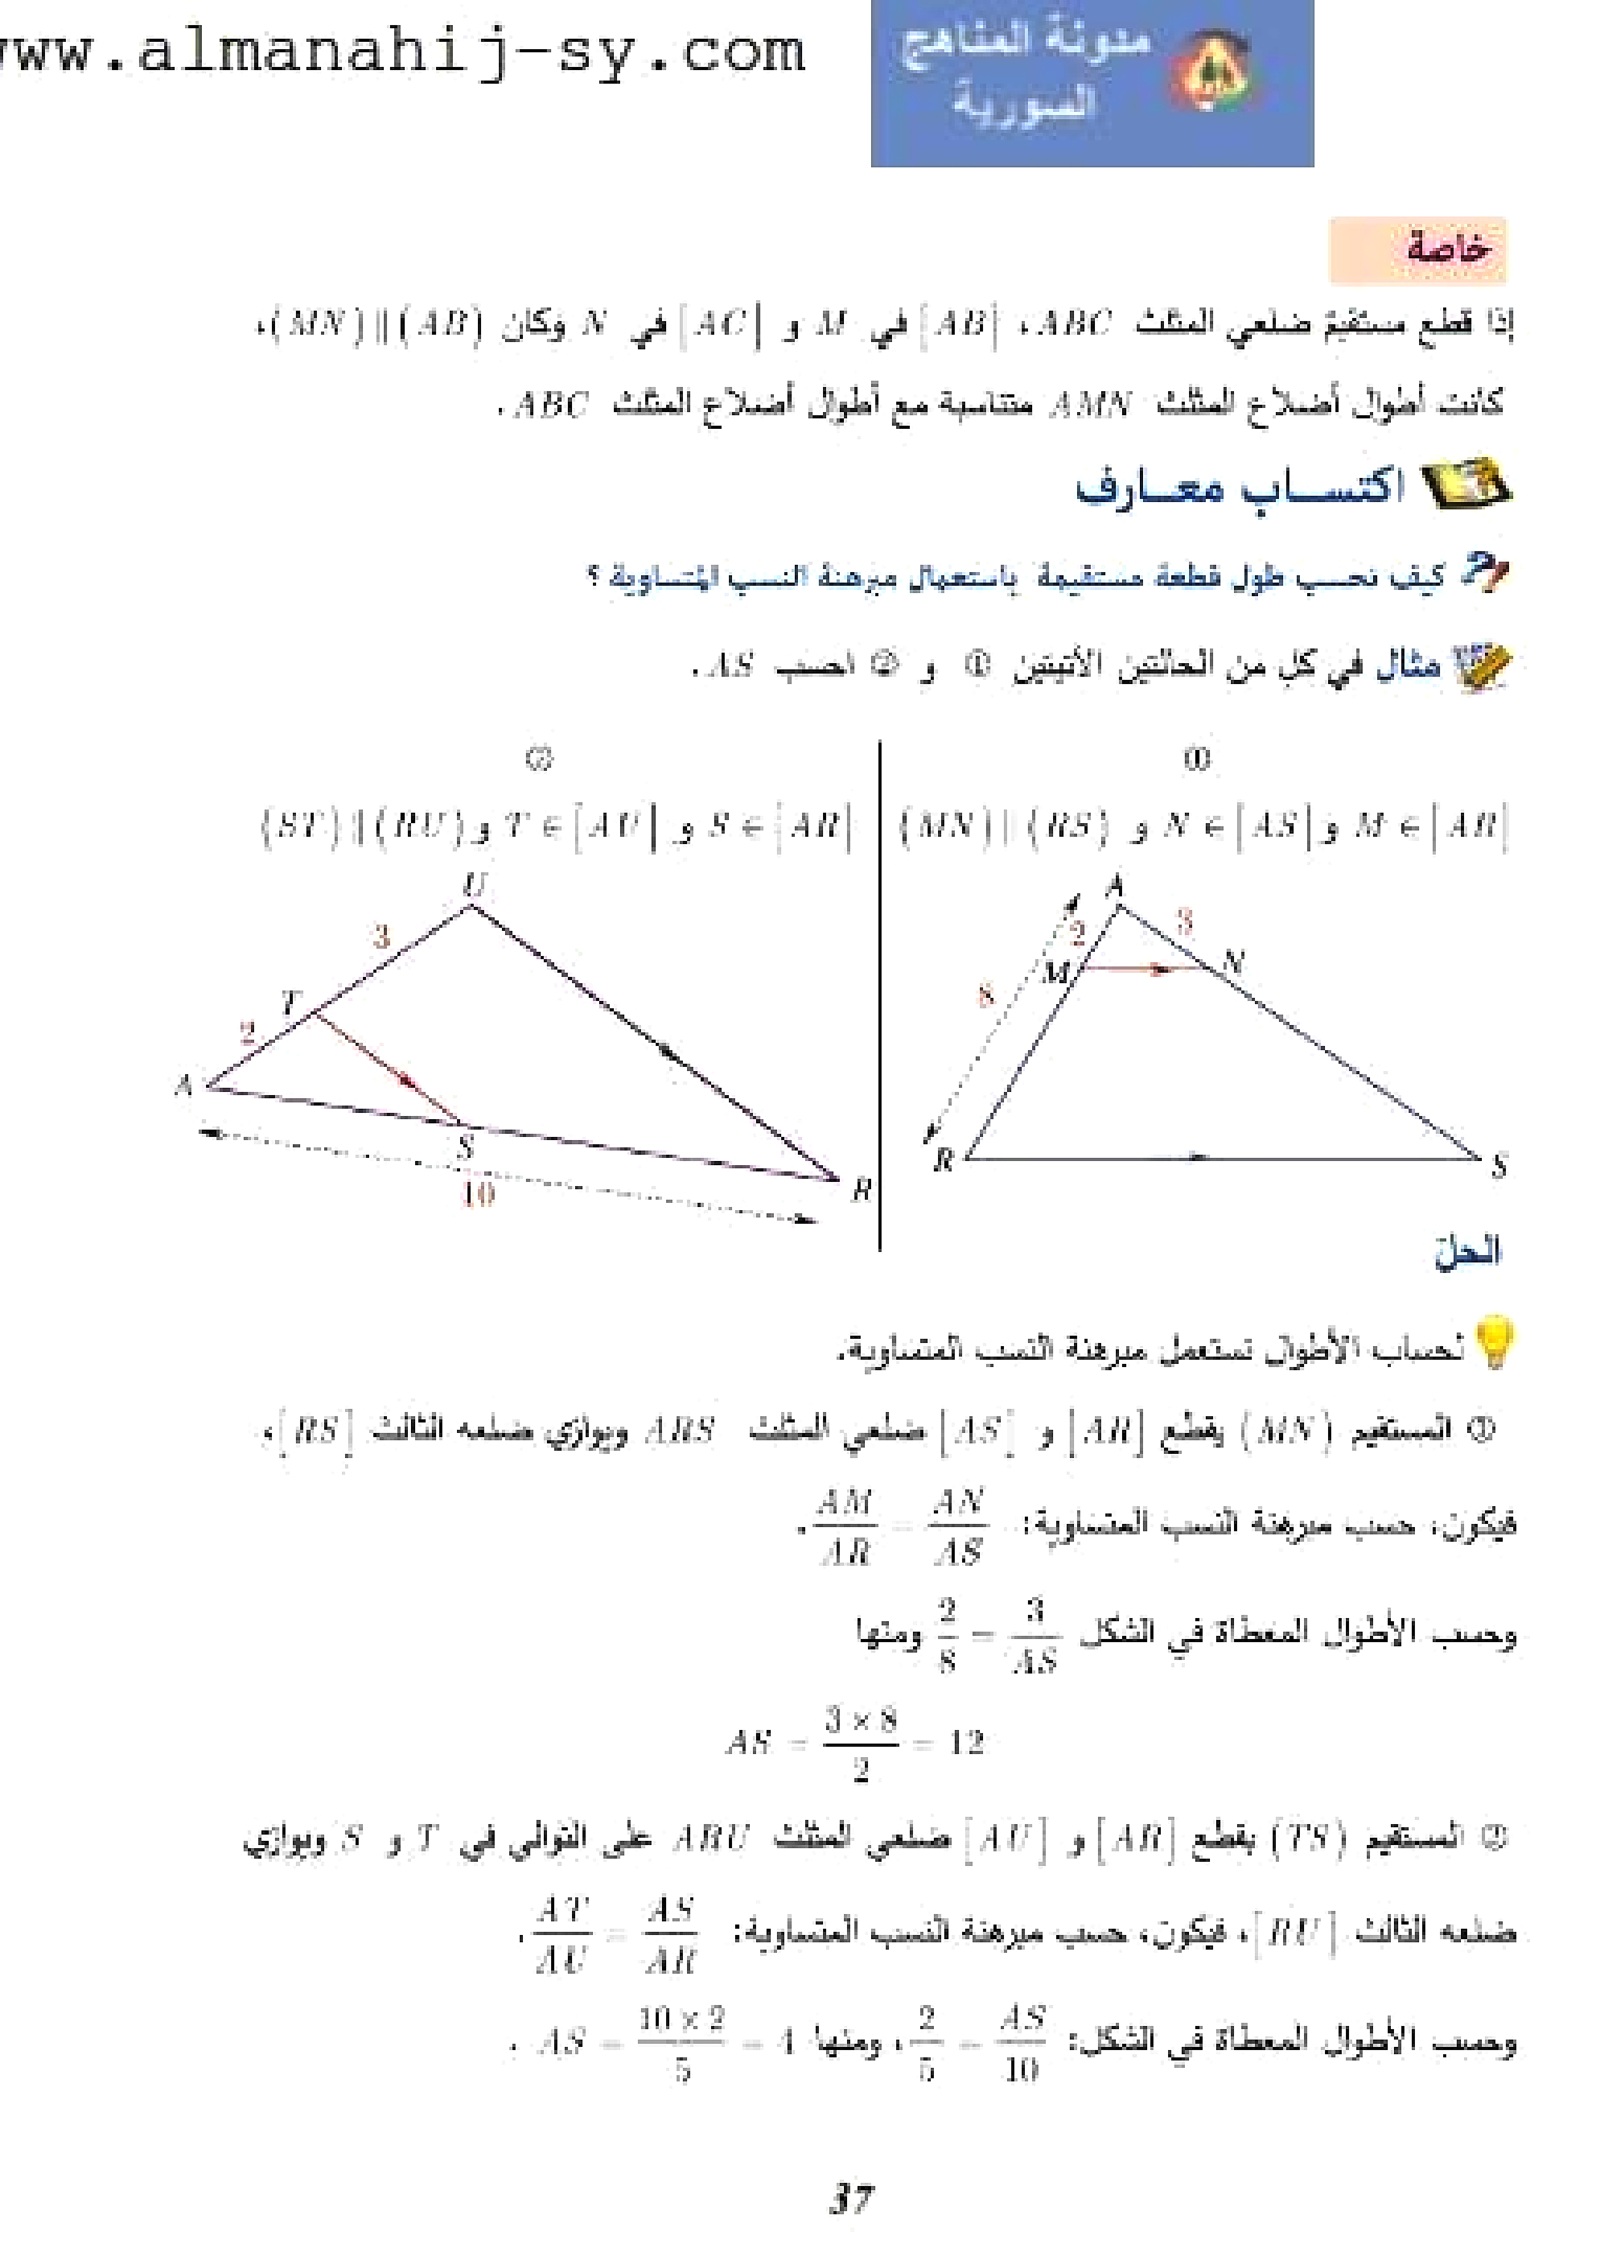 www.almanahij-sy.com
مدونة المناهج
السورية
خاصة
إذا قطع مستقيمٌ ضلعي المثلث ABC، [AB] في M و [AC] في N وكان (MN) || (AB)،
كانت أطوال أضلاع المثلث AMN متناسبة مع أطوال أضلاع المثلث ABC.
اكتساب معارف
كيف نحسب طول قطعة مستقيمة باستعمال مبرهنة النسب المتساوية ؟
مثال في كل من الحالتين الآتيتين ① و ② احسب AS.
①
M ∈ [AR] و N ∈ [AS] و (MN) || (RS)
A
2
3
M
N
8
R
S
②
S ∈ [AR] و T ∈ [AU] و (ST) || (RU)
U
3
T
2
A
S
10
R
الحل
لحساب الأطوال نستعمل مبرهنة النسب المتساوية.
① المستقيم (MN) يقطع [AR] و [AS] ضلعي المثلث ARS ويوازي ضلعه الثالث [RS]،
فيكون، حسب مبرهنة النسب المتساوية: AM/AR = AN/AS.
وحسب الأطوال المعطاة في الشكل 2/8 = 3/AS ومنها
AS = 3 × 8 / 2 = 12
② المستقيم (TS) يقطع [AR] و [AU] ضلعي المثلث ARU على التوالي في T و S ويوازي
ضلعه الثالث [RU]، فيكون، حسب مبرهنة النسب المتساوية: AT/AU = AS/AR.
وحسب الأطوال المعطاة في الشكل: 2/5 = AS/10، ومنها AS = 10 × 2 / 5 = 4.
37